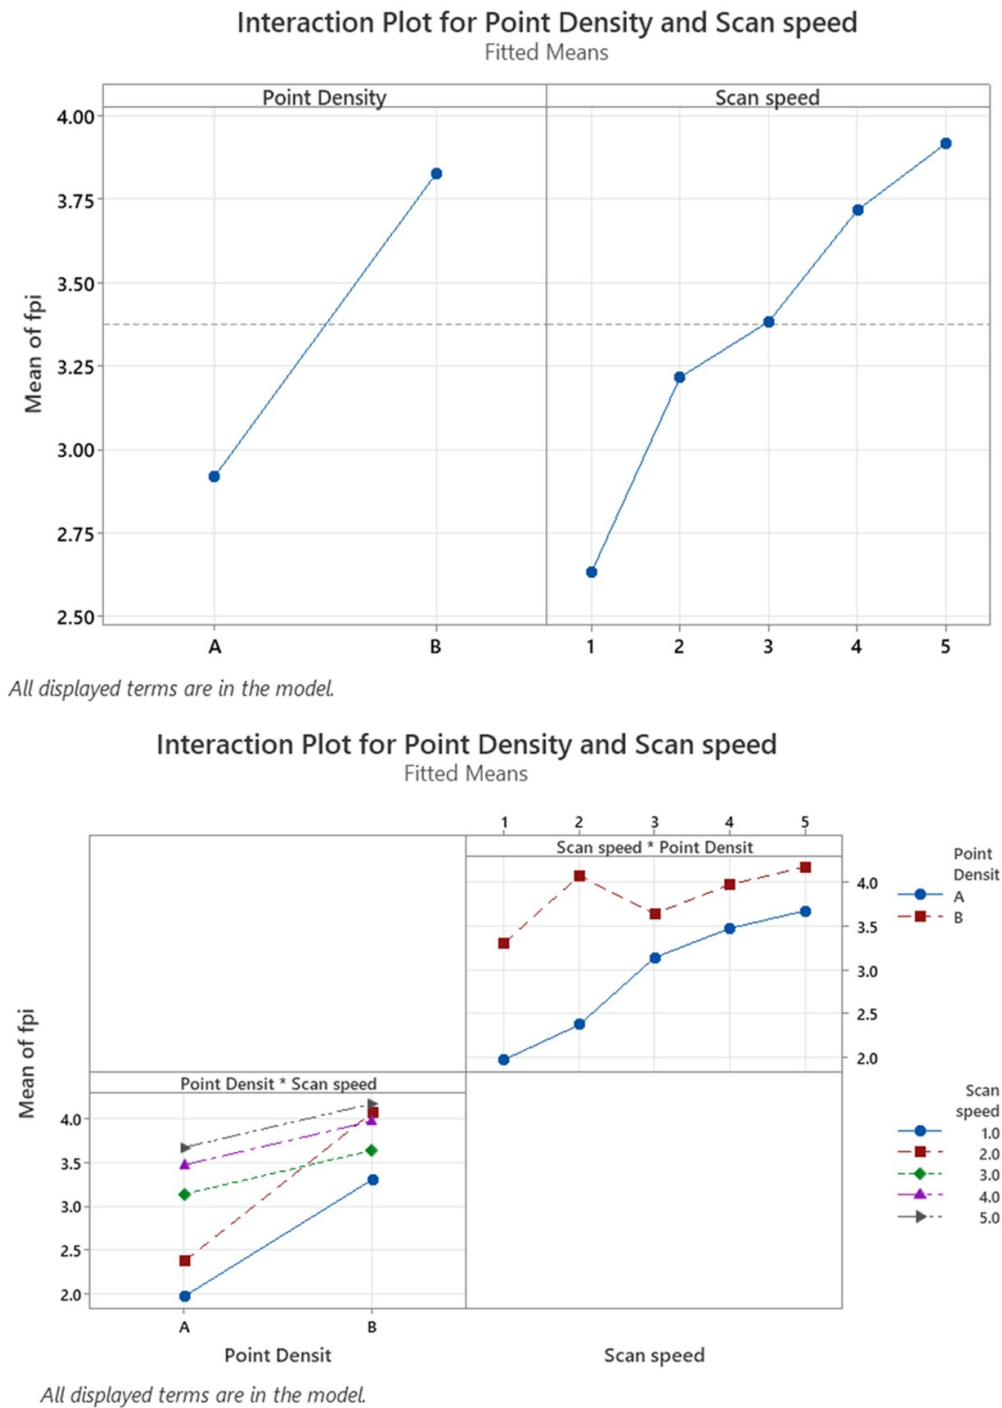 Interaction Plot for Point Density and Scan speed
Fitted Means
Point Density
Scan speed
4.00
3.75
3.50
3.25
3.00
2.75
2.50
Mean of fpi
A
B
1
2
3
4
5
All displayed terms are in the model.
Interaction Plot for Point Density and Scan speed
Fitted Means
1
2
3
4
5
Scan speed * Point Densit
4.0
3.5
3.0
2.5
2.0
Point
Densit
A
B
Mean of fpi
Point Densit * Scan speed
4.0
3.5
3.0
2.5
2.0
A
B
Scan
speed
1.0
2.0
3.0
4.0
5.0
Point Densit
Scan speed
All displayed terms are in the model.